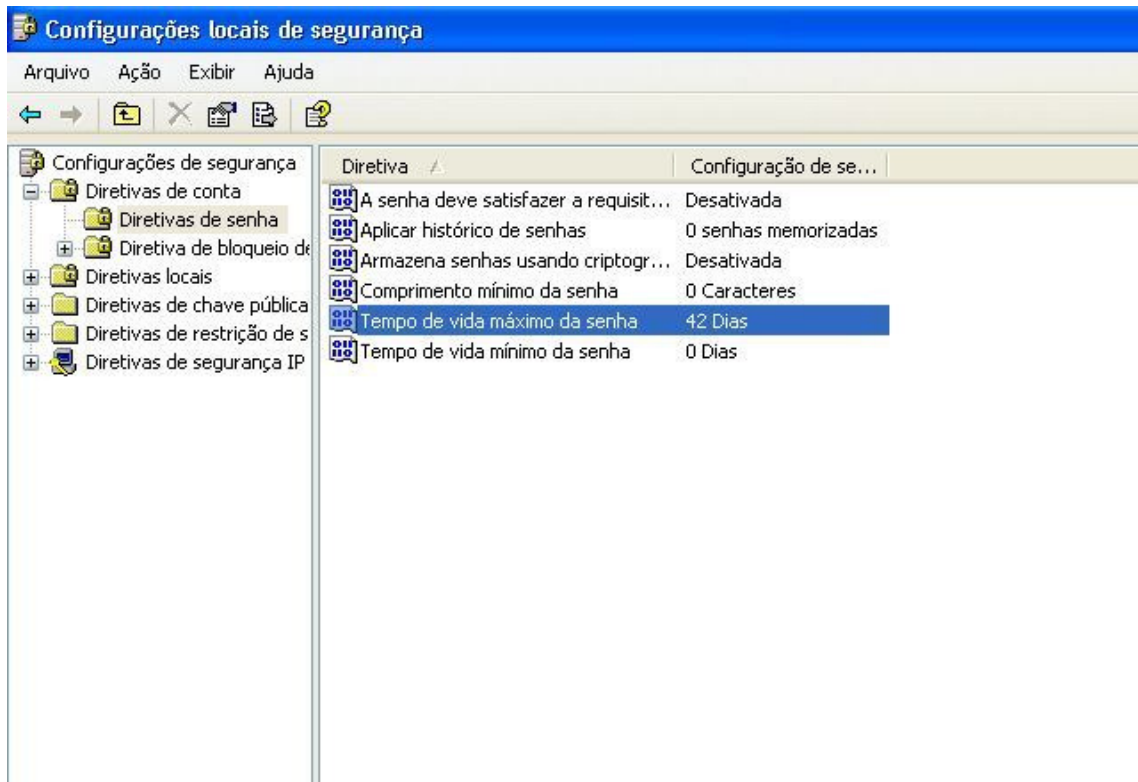 Configurações locais de segurança
Arquivo Ação Exibir Ajuda
Configurações de segurança
Diretivas de conta
Diretivas de senha
Diretiva de bloqueio de
Diretivas locais
Diretivas de chave pública
Diretivas de restrição de s
Diretivas de segurança IP
Diretiva Configuração de se...
A senha deve satisfazer a requisit... Desativada
Aplicar histórico de senhas 0 senhas memorizadas
Armazena senhas usando criptogr... Desativada
Comprimento mínimo da senha 0 Caracteres
Tempo de vida máximo da senha 42 Dias
Tempo de vida mínimo da senha 0 Dias